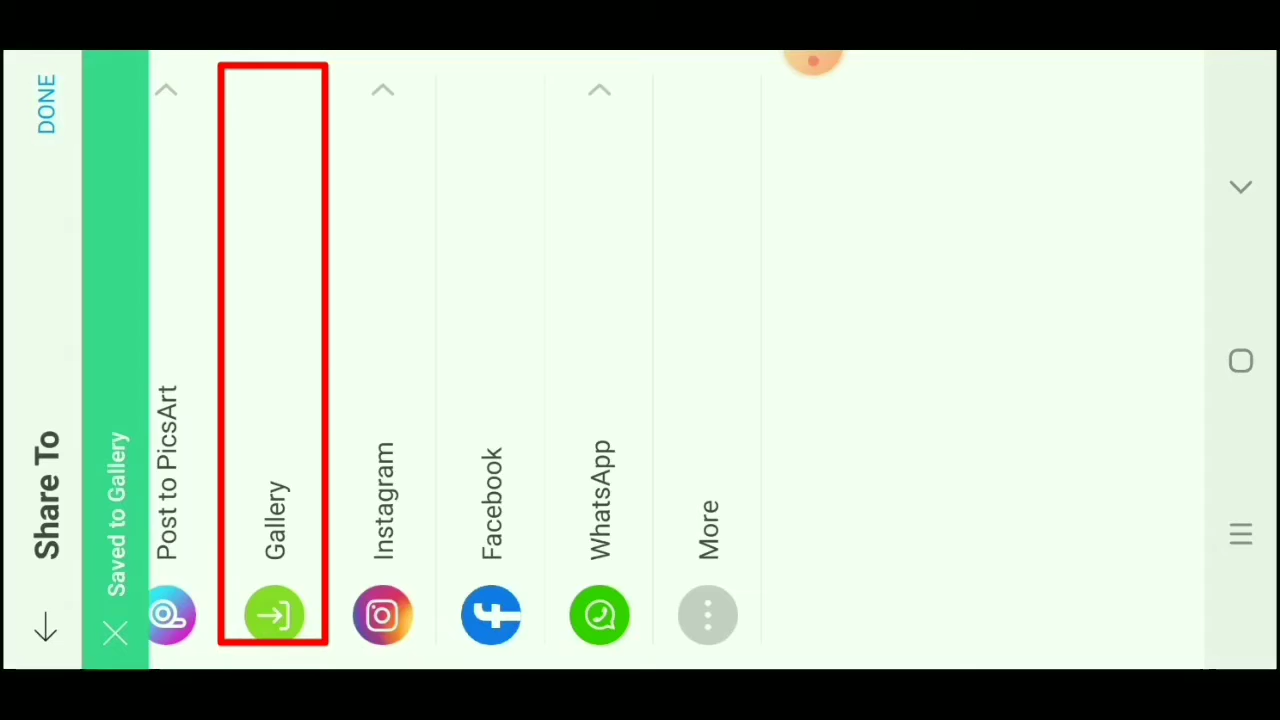 Share To
DONE
Saved to Gallery
Post to PicsArt
Gallery
Instagram
Facebook
WhatsApp
More